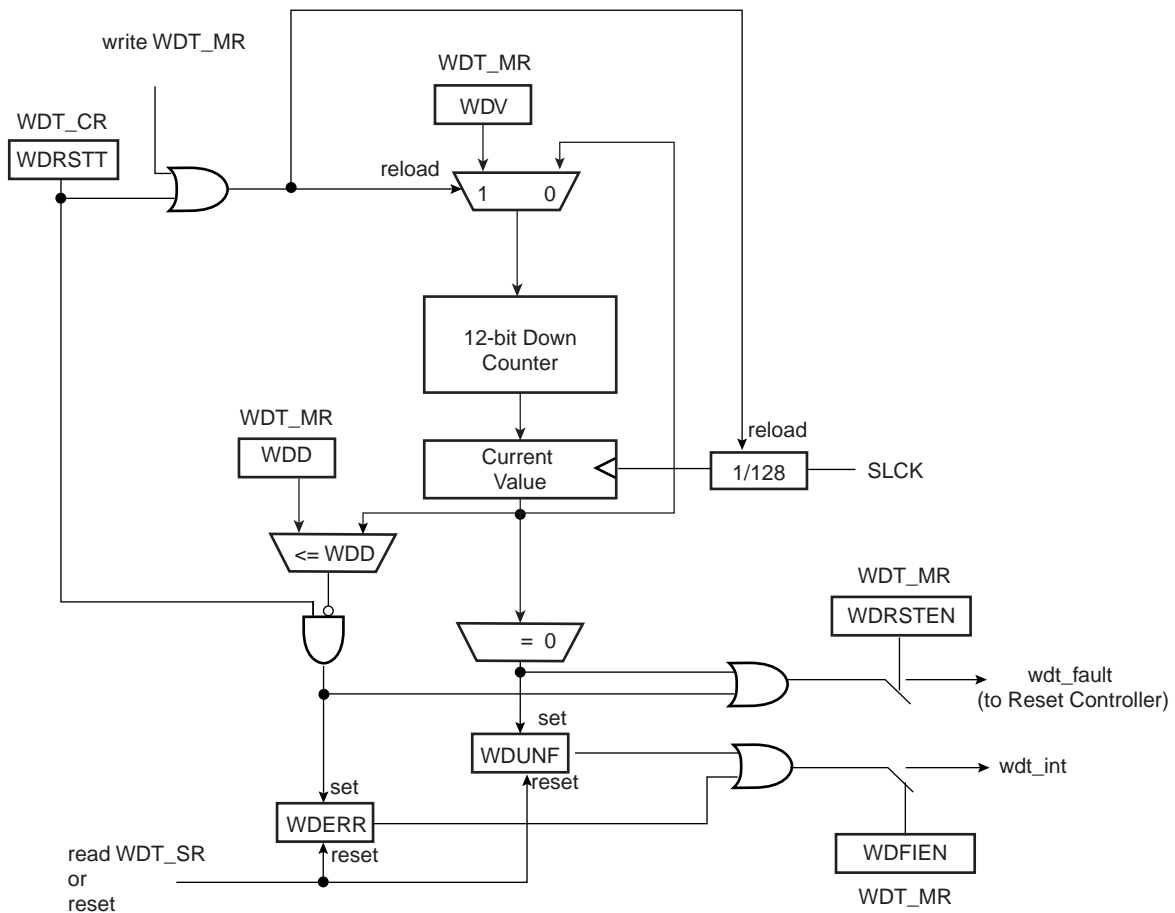 write WDT_MR
WDT_MR
WDV
WDT_CR
WDRSTT
reload
1 0
12-bit Down
Counter
WDT_MR
WDD
Current
Value
reload
1/128
SLCK
<= WDD
= 0
WDT_MR
WDRSTEN
wdt_fault
(to Reset Controller)
set
WDUNF
reset
wdt_int
set
WDERR
reset
WDFIEN
WDT_MR
read WDT_SR
or
reset